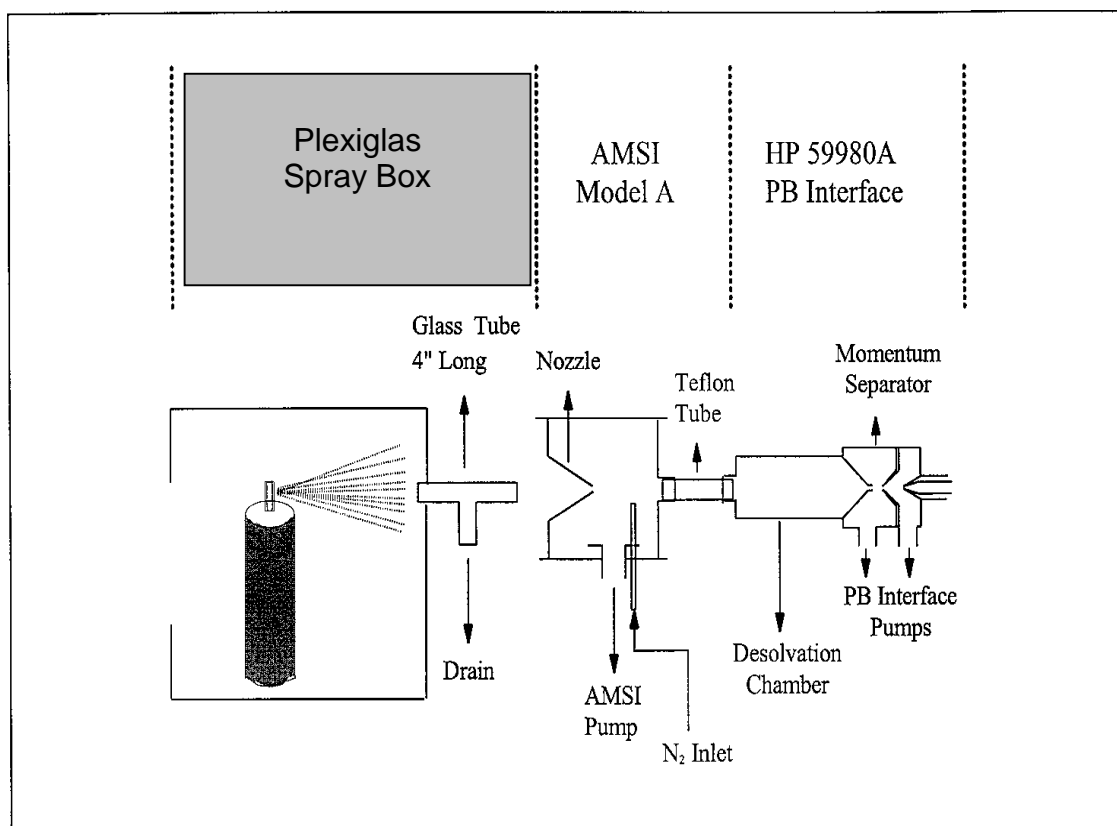 Plexiglas
Spray Box
AMSI
Model A
HP 59980A
PB Interface
Glass Tube
4" Long
Nozzle
Teflon
Tube
Momentum
Separator
Drain
AMSI
Pump
N₂ Inlet
Desolvation
Chamber
PB Interface
Pumps